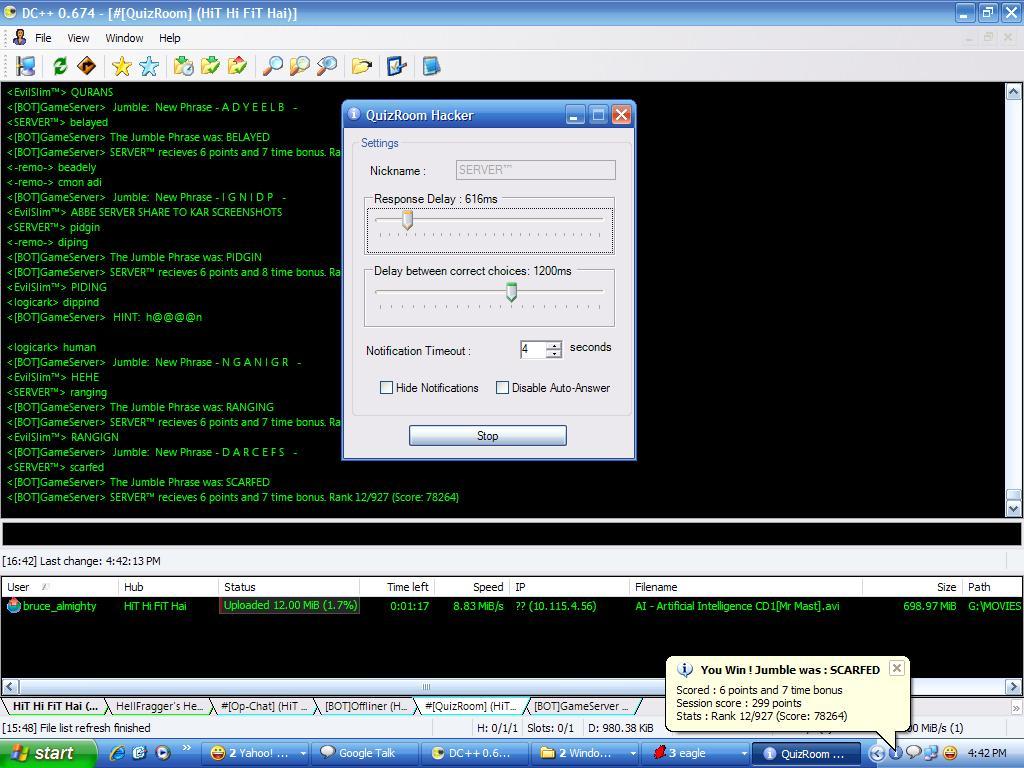 DC++ 0.674 - [#[QuizRoom] (HiT Hi FiT Hai)]
File View Window Help
<EvilSlim™> QURANS
<[BOT]GameServer> Jumble: New Phrase - A D Y E E L B -
<SERVER™> belayed
<[BOT]GameServer> The Jumble Phrase was: BELAYED
<[BOT]GameServer> SERVER™ recieves 6 points and 7 time bonus. Ra
<-remo-> beadely
<-remo-> cmon adi
<[BOT]GameServer> Jumble: New Phrase - I G N I D P -
<EvilSlim™> ABBE SERVER SHARE TO KAR SCREENSHOTS
<SERVER™> pidgin
<-remo-> diping
<[BOT]GameServer> The Jumble Phrase was: PIDGIN
<[BOT]GameServer> SERVER™ recieves 6 points and 8 time bonus. Ra
<EvilSlim™> PIDING
<logicark> dippind
<[BOT]GameServer> HINT: h@@@@n
<logicark> human
<[BOT]GameServer> Jumble: New Phrase - N G A N I G R -
<EvilSlim™> HEHE
<SERVER™> ranging
<[BOT]GameServer> The Jumble Phrase was: RANGING
<[BOT]GameServer> SERVER™ recieves 6 points and 7 time bonus. Ra
<EvilSlim™> RANGIGN
<[BOT]GameServer> Jumble: New Phrase - D A R C E F S -
<SERVER™> scarfed
<[BOT]GameServer> The Jumble Phrase was: SCARFED
<[BOT]GameServer> SERVER™ recieves 6 points and 7 time bonus. Rank 12/927 (Score: 78264)
QuizRoom Hacker
Settings
Nickname : SERVER™
Response Delay : 616ms
Delay between correct choices: 1200ms
Notification Timeout : 4 seconds
Hide Notifications Disable Auto-Answer
Stop
[16:42] Last change: 4:42:13 PM
User Hub Status Time left Speed IP Filename Size Path
bruce_almighty HiT Hi FiT Hai Uploaded 12.00 MiB (1.7%) 0:01:17 8.83 MiB/s ?? (10.115.4.56) AI - Artificial Intelligence CD1[Mr Mast].avi 698.97 MiB G:\MOVIES
You Win ! Jumble was : SCARFED
Scored : 6 points and 7 time bonus
Session score : 299 points
Stats : Rank 12/927 (Score: 78264)
HiT Hi FiT Hai (... HellFragger's He... #[Op-Chat] (HiT ... [BOT]Offliner (H... #[QuizRoom] (HiT... [BOT]GameServer ...
[15:48] File list refresh finished H: 0/1/1 Slots: 0/1 D: 980.38 KiB 00 MiB/s (1)
start 2 Yahoo! ... Google Talk DC++ 0.6... 2 Windo... 3 eagle QuizRoom ... 4:42 PM